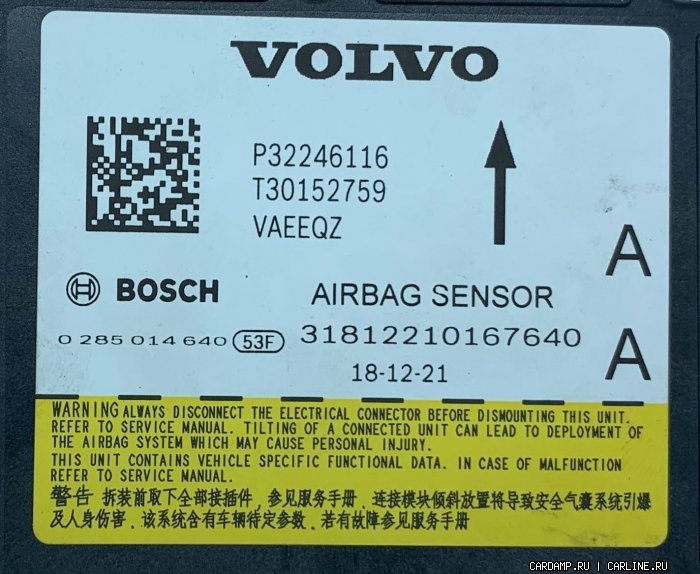 VOLVO
P32246116
T30152759
VAEEQZ
A
BOSCH
AIRBAG SENSOR
0 285 014 640 53F 31812210167640
A
18-12-21
WARNING ALWAYS DISCONNECT THE ELECTRICAL CONNECTOR BEFORE DISMOUNTING THIS UNIT.
REFER TO SERVICE MANUAL. TILTING OF A CONNECTED UNIT CAN LEAD TO DEPLOYMENT OF
THE AIRBAG SYSTEM WHICH MAY CAUSE PERSONAL INJURY.
THIS UNIT CONTAINS VEHICLE SPECIFIC FUNCTIONAL DATA. IN CASE OF MALFUNCTION
REFER TO SERVICE MANUAL.
警告 拆装前取下全部接插件，参见服务手册．连接模块倾斜放置将导致安全气囊系统引爆
及人身伤害．该系统含有车辆待定参数．若有故障参见服务手册
CARDAMP.RU | CARLINE.RU